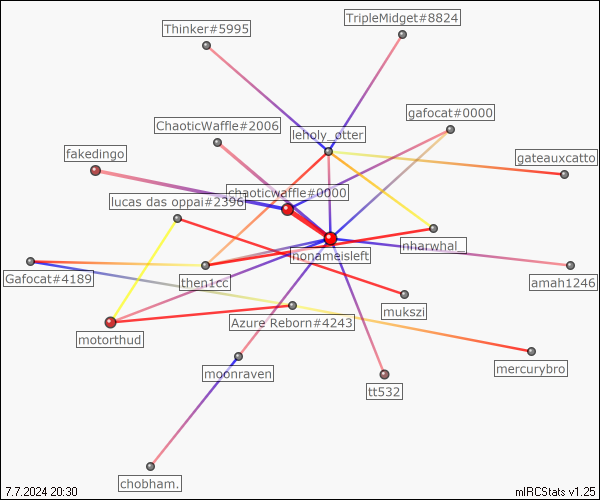 TripleMidget#8824
Thinker#5995
gafocat#0000
ChaoticWaffle#2006
leholy_øtter
fakedingo
gateauxcatto
chaoticwaffle#0000
lucas das oppai#2396
nharwhal_
nonameisleft
Gafocat#4189
then1cc
amah1246
mukszi
Azure Reborn#4243
motorthud
mercurybro
moonraven
tt532
chobham.
7.7.2024 20:30
mIRCStats v1.25